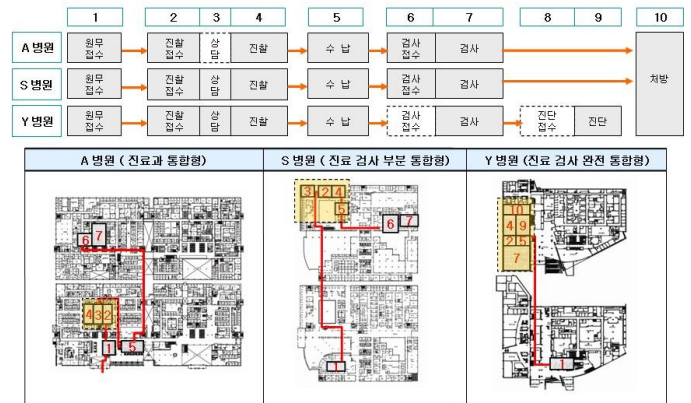 1 2 3 4 5 6 7 8 9 10
A 병원 원무 접수 진찰 접수 상 담 진찰 수 납 검사 접수 검사 처방
S 병원 원무 접수 진찰 접수 상 담 진찰 수 납 검사 접수 검사
Y 병원 원무 접수 진찰 접수 상 담 진찰 수 납 검사 접수 검사 진단 접수 진단
A 병원 ( 진료과 통합형) S 병원 ( 진료 검사 부분 통합형) Y 병원 (진료 검사 완전 통합형)
6 7
4 3 2
1 5
3 2 4
5
6 7
1
10
4 9
2 5
7
1